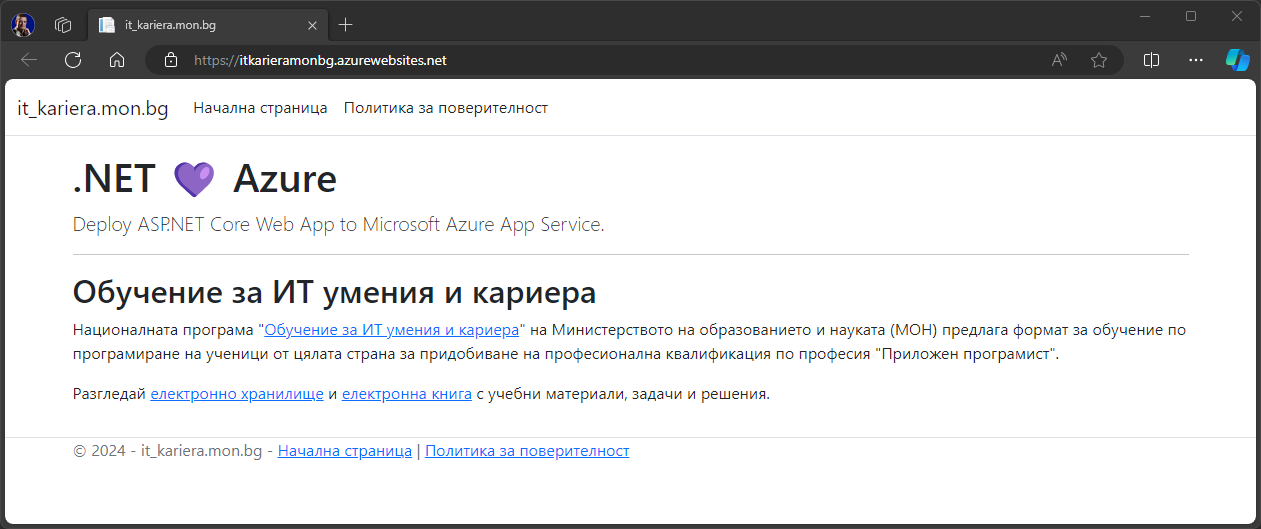 it_kariera.mon.bg
https://itkarieramonbg.azurewebsites.net
it_kariera.mon.bg Начална страница Политика за поверителност
.NET 💜 Azure
Deploy ASP.NET Core Web App to Microsoft Azure App Service.
Обучение за ИТ умения и кариера
Националната програма "Обучение за ИТ умения и кариера" на Министерството на образованието и науката (МОН) предлага формат за обучение по
програмиране на ученици от цялата страна за придобиване на професионална квалификация по професия "Приложен програмист".
Разгледай електронно хранилище и електронна книга с учебни материали, задачи и решения.
© 2024 - it_kariera.mon.bg - Начална страница | Политика за поверителност